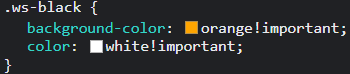 .ws-black {
background-color: orange!important;
color: white!important;
}